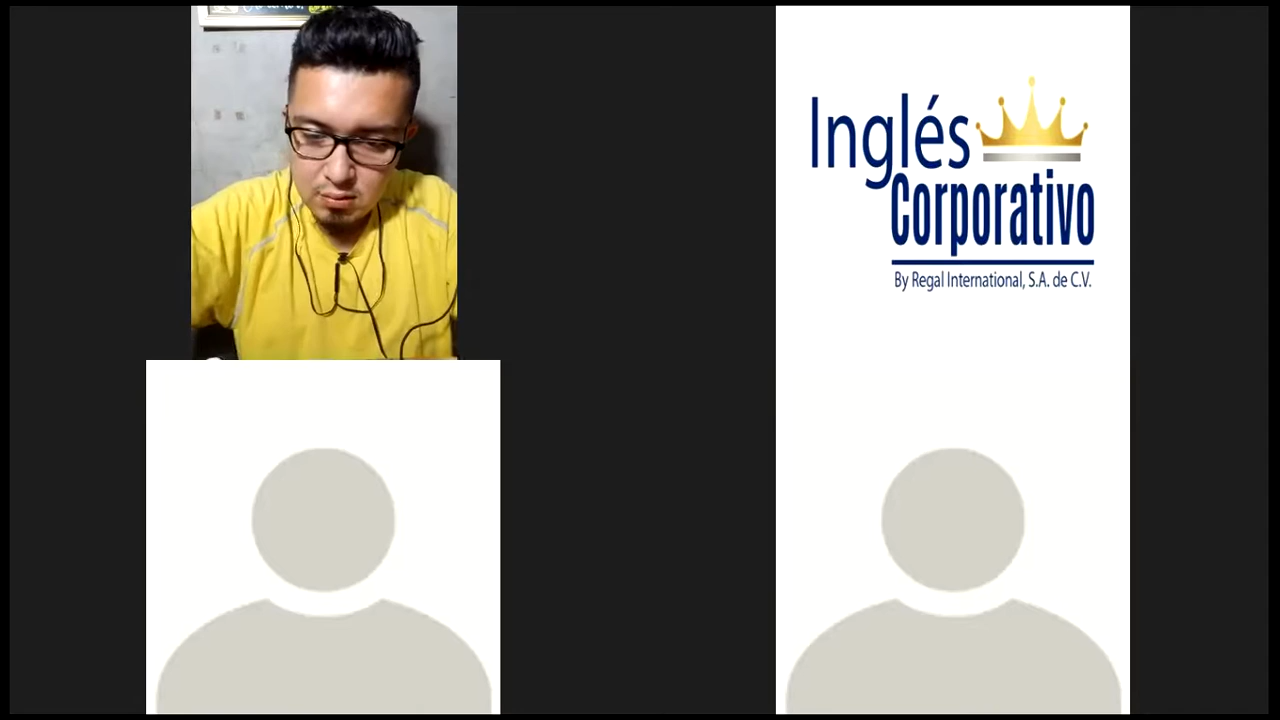 Inglés
Corporativo
By Regal International, S.A. de C.V.